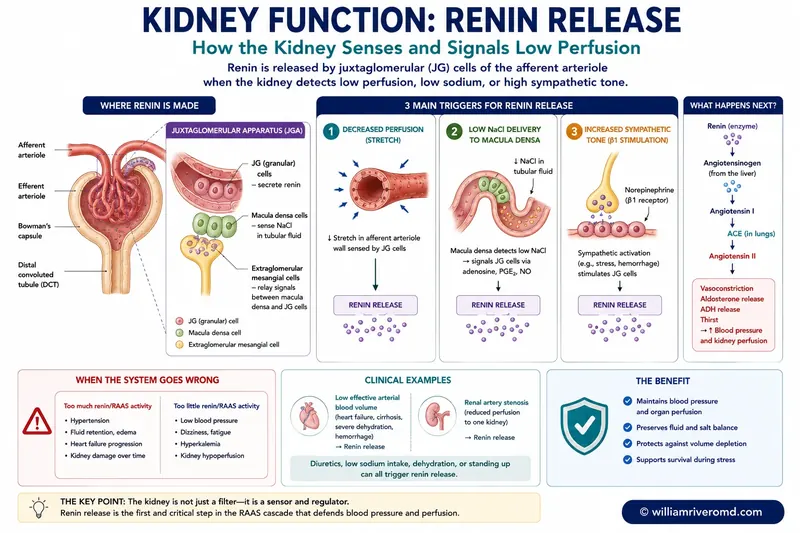 KIDNEY FUNCTION: RENIN RELEASE
How the Kidney Senses and Signals Low Perfusion
Renin is released by juxtaglomerular (JG) cells of the afferent arteriole
when the kidney detects low perfusion, low sodium, or high sympathetic tone.
WHERE RENIN IS MADE
Afferent
arteriole
Efferent
arteriole
Bowman's
capsule
Distal
convoluted
tubule (DCT)
JUXTAGLOMERULAR APPARATUS (JGA)
JG (granular)
cells
– secrete renin
Macula densa cells
– sense NaCl
in tubular fluid
Extraglomerular
mesangial cells
– relay signals
between macula
densa and JG cells
JG (granular) cell
Macula densa cell
Extraglomerular mesangial cell
3 MAIN TRIGGERS FOR RENIN RELEASE
1 DECREASED PERFUSION
(STRETCH)
↓ Stretch in afferent arteriole
wall sensed by JG cells
RENIN RELEASE
2 LOW NaCl DELIVERY
TO MACULA DENSA
↓ NaCl in
tubular fluid
Macula densa detects low NaCl
→ signals JG cells via
adenosine, PGE₂, NO
RENIN RELEASE
3 INCREASED SYMPATHETIC
TONE (β1 STIMULATION)
Norepinephrine
(β1 receptor)
Sympathetic activation
(e.g., stress, hemorrhage)
stimulates JG cells
RENIN RELEASE
WHAT HAPPENS NEXT?
Renin (enzyme)
Angiotensinogen
(from the liver)
Angiotensin I
ACE (in lungs)
Angiotensin II
Vasoconstriction
Aldosterone release
ADH release
Thirst
→ ↑ Blood pressure
and kidney perfusion
WHEN THE SYSTEM GOES WRONG
Too much renin/RAAS activity
• Hypertension
• Fluid retention, edema
• Heart failure progression
• Kidney damage over time
Too little renin/RAAS activity
• Low blood pressure
• Dizziness, fatigue
• Hyperkalemia
• Kidney hypoperfusion
CLINICAL EXAMPLES
Low effective arterial
blood volume
(heart failure, cirrhosis,
severe dehydration,
hemorrhage)
→ Renin release
Renal artery stenosis
(reduced perfusion
to one kidney)
→ Renin release
Diuretics, low sodium intake, dehydration, or standing up
can all trigger renin release.
THE BENEFIT
Maintains blood pressure
and organ perfusion
Preserves fluid and salt balance
Protects against volume depletion
Supports survival during stress
THE KEY POINT: The kidney is not just a filter—it is a sensor and regulator.
Renin release is the first and critical step in the RAAS cascade that defends blood pressure and perfusion.
© williamriveromd.com